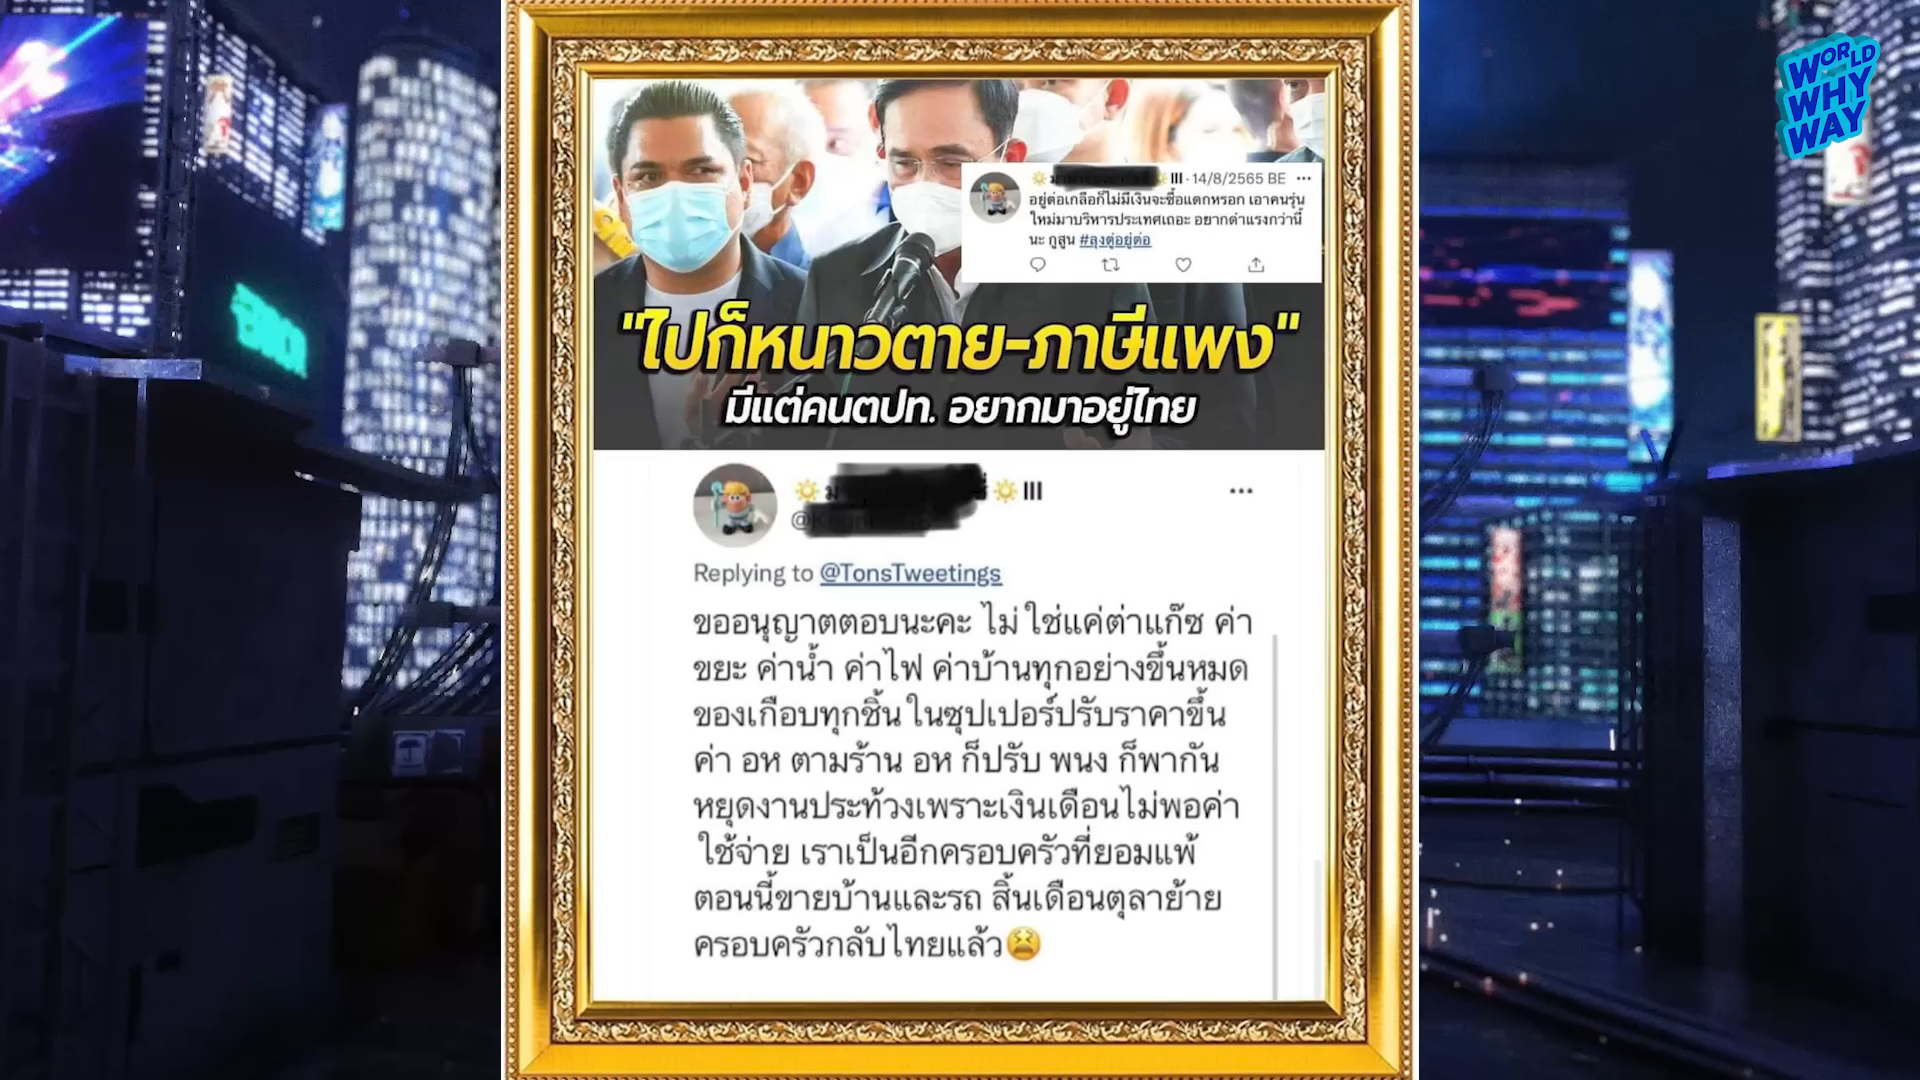 WORLD
WHY
WAY
III · 14/8/2565 BE ···
อยู่ต่อเกลือก็ไม่มีเงินจะซื้อแดกหรอก เอาคนรุ่น
ใหม่มาบริหารประเทศเถอะ อยากด่าแรงกว่านี้
นะ กูสูน #ลุงตู่อยู่ต่อ
"ไปก็หนาวตาย-ภาษีแพง"
มีแต่คนตปท. อยากมาอยู่ไทย
III ···
Replying to @TonsTweetings
ขออนุญาตตอบนะคะ ไม่ใช่แค่ต่าแก๊ซ ค่า
ขยะ ค่าน้ำ ค่าไฟ ค่าบ้านทุกอย่างขึ้นหมด
ของเกือบทุกชิ้นในซุปเปอร์ปรับราคาขึ้น
ค่า อห ตามร้าน อห ก็ปรับ พนง ก็พากัน
หยุดงานประท้วงเพราะเงินเดือนไม่พอค่า
ใช้จ่าย เราเป็นอีกครอบครัวที่ยอมแพ้
ตอนนี้ขายบ้านและรถ สิ้นเดือนตุลาย้าย
ครอบครัวกลับไทยแล้ว😫